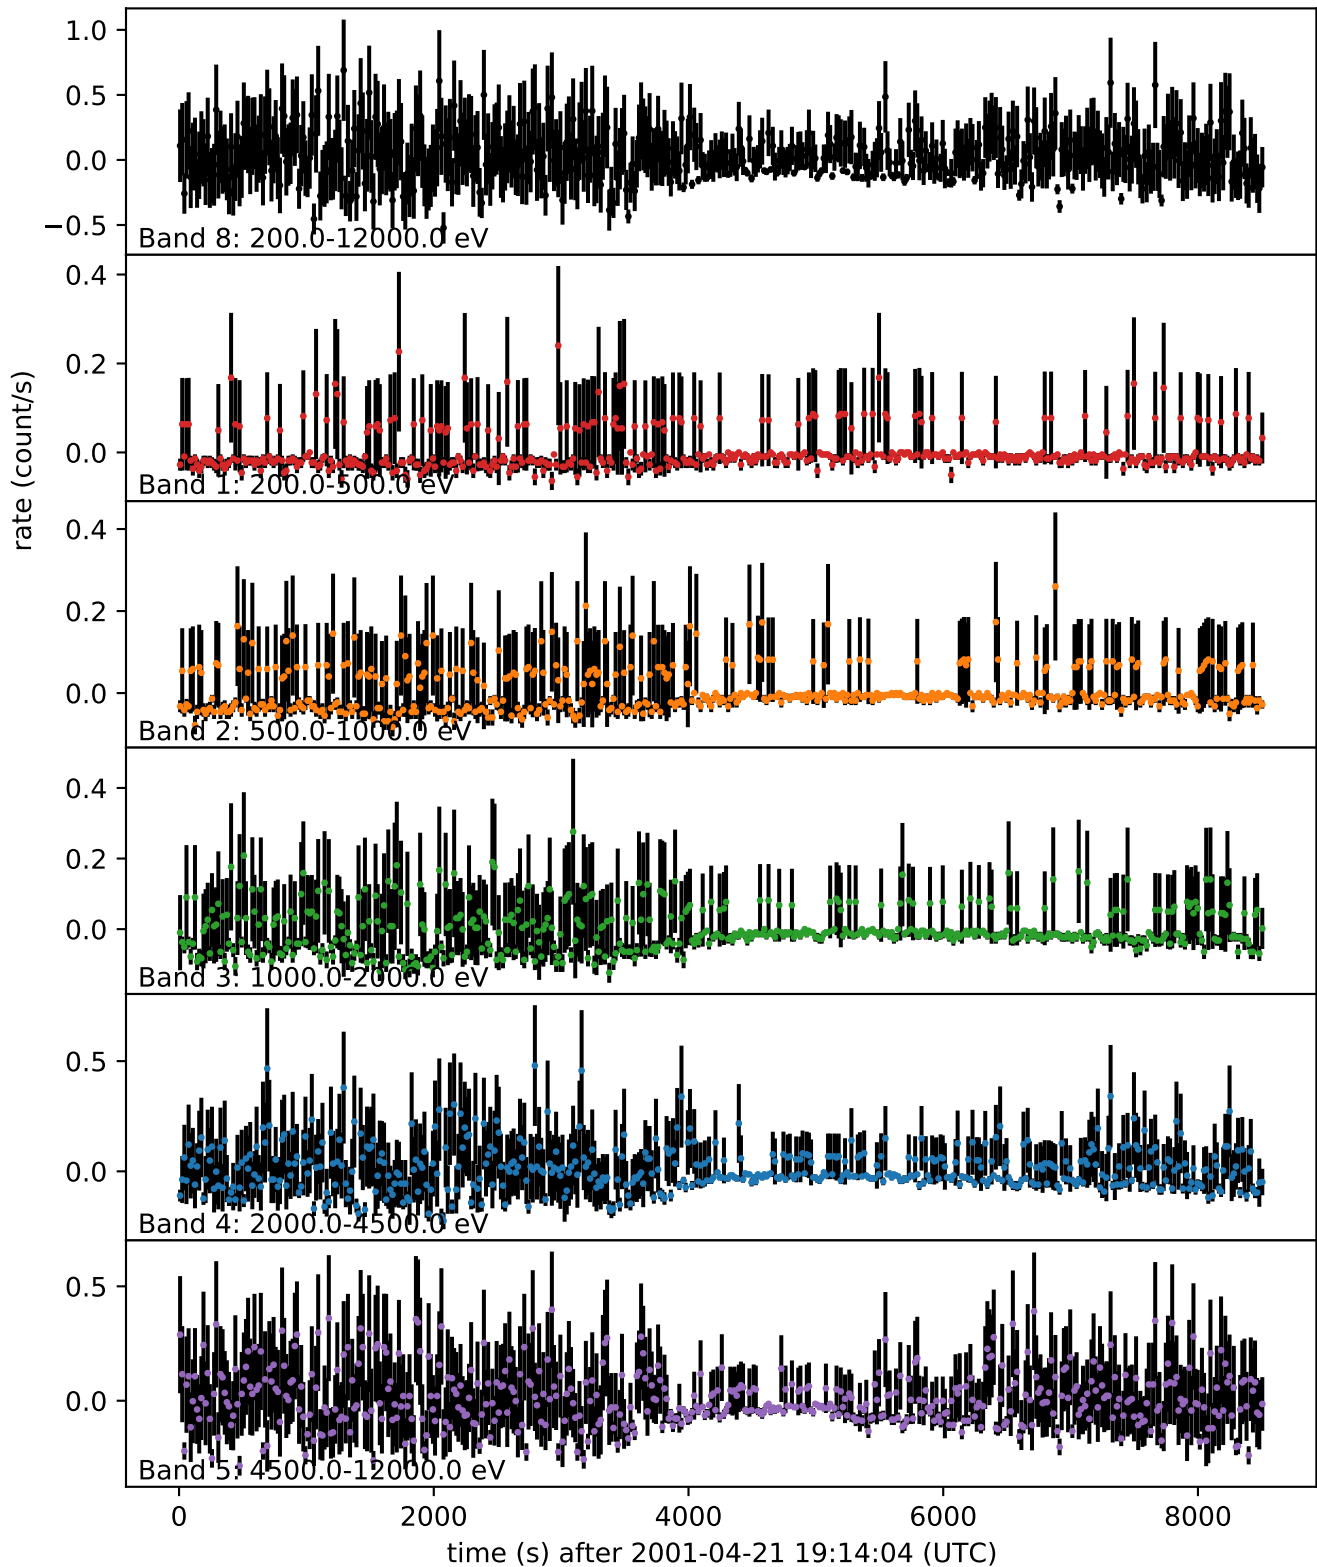 1.0
0.5
0.0
−0.5
Band 8: 200.0-12000.0 eV
0.4
0.2
0.0
Band 1: 200.0-500.0 eV
rate (count/s)
0.4
0.2
0.0
Band 2: 500.0-1000.0 eV
0.4
0.2
0.0
Band 3: 1000.0-2000.0 eV
0.5
0.0
Band 4: 2000.0-4500.0 eV
0.5
0.0
Band 5: 4500.0-12000.0 eV
0 2000 4000 6000 8000
time (s) after 2001-04-21 19:14:04 (UTC)